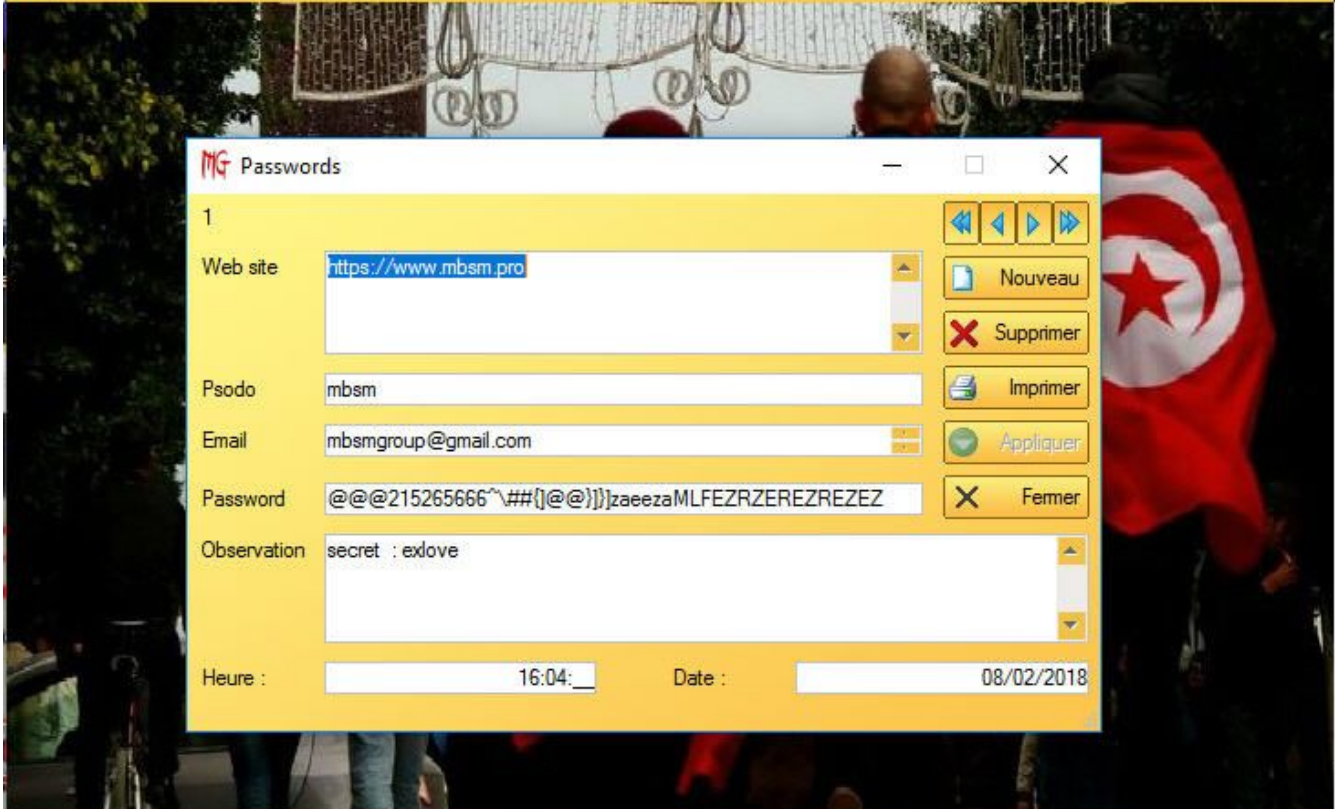 MG Passwords
1
Web site https://www.mbsm.pro
Nouveau
Supprimer
Psodo mbsm
Imprimer
Email mbsmgroup@gmail.com
Appliquer
Password @@@215265666^^\##{]@@}]}]zaeezaMLFEZRZEREZREZEZ
Fermer
Observation secret : exlove
Heure : 16:04:__ Date : 08/02/2018